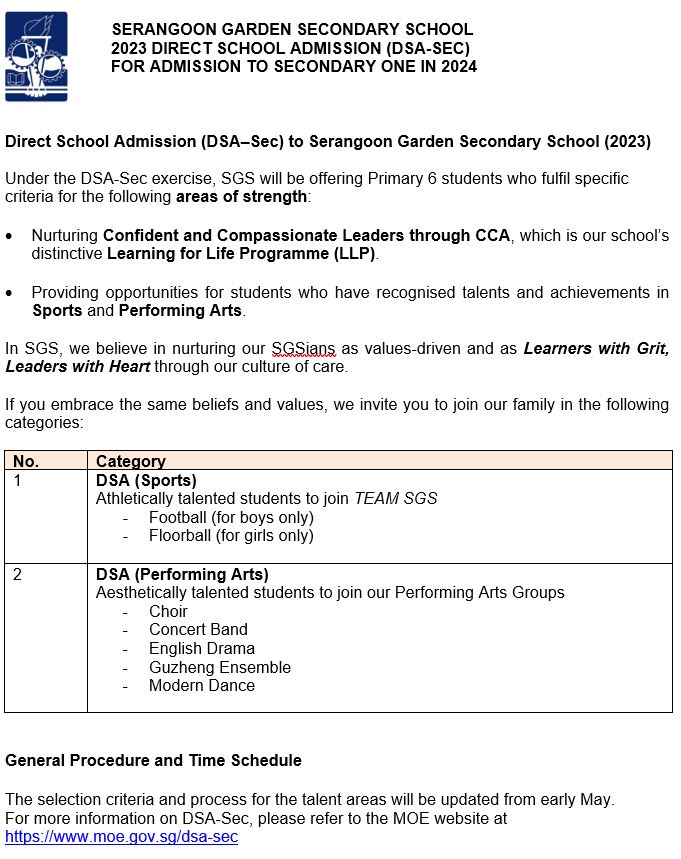 SERANGOON GARDEN SECONDARY SCHOOL
2023 DIRECT SCHOOL ADMISSION (DSA-SEC)
FOR ADMISSION TO SECONDARY ONE IN 2024
Direct School Admission (DSA–Sec) to Serangoon Garden Secondary School (2023)
Under the DSA-Sec exercise, SGS will be offering Primary 6 students who fulfil specific
criteria for the following areas of strength:
• Nurturing Confident and Compassionate Leaders through CCA, which is our school’s
distinctive Learning for Life Programme (LLP).
• Providing opportunities for students who have recognised talents and achievements in
Sports and Performing Arts.
In SGS, we believe in nurturing our SGSians as values-driven and as Learners with Grit,
Leaders with Heart through our culture of care.
If you embrace the same beliefs and values, we invite you to join our family in the following
categories:
No. Category
1 DSA (Sports)
Athletically talented students to join TEAM SGS
- Football (for boys only)
- Floorball (for girls only)
2 DSA (Performing Arts)
Aesthetically talented students to join our Performing Arts Groups
- Choir
- Concert Band
- English Drama
- Guzheng Ensemble
- Modern Dance
General Procedure and Time Schedule
The selection criteria and process for the talent areas will be updated from early May.
For more information on DSA-Sec, please refer to the MOE website at
https://www.moe.gov.sg/dsa-sec